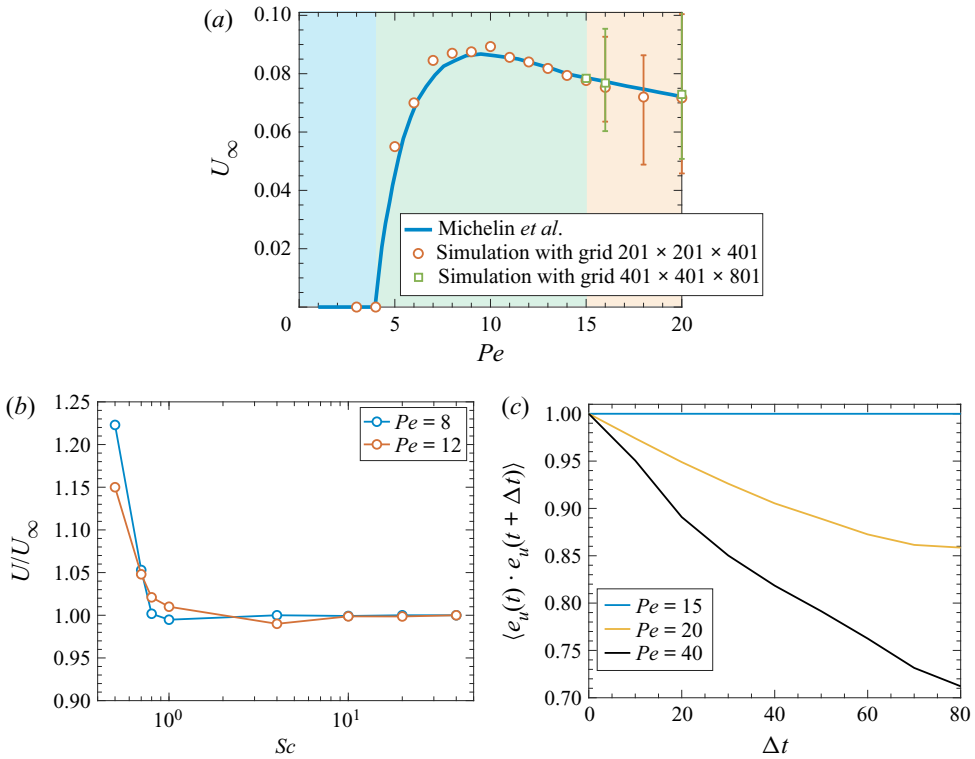 (a)
0.10
0.08
0.06
0.04
0.02
U∞
0 5 10 15 20
Pe
Michelin et al.
Simulation with grid 201 × 201 × 401
Simulation with grid 401 × 401 × 801
(b)
1.25
1.20
1.15
1.10
1.05
1.00
0.95
0.90
U/U∞
10⁰ 10¹
Sc
Pe = 8
Pe = 12
(c)
1.00
0.95
0.90
0.85
0.80
0.75
0.70
⟨e_u(t) · e_u(t + Δt)⟩
0 20 40 60 80
Δt
Pe = 15
Pe = 20
Pe = 40